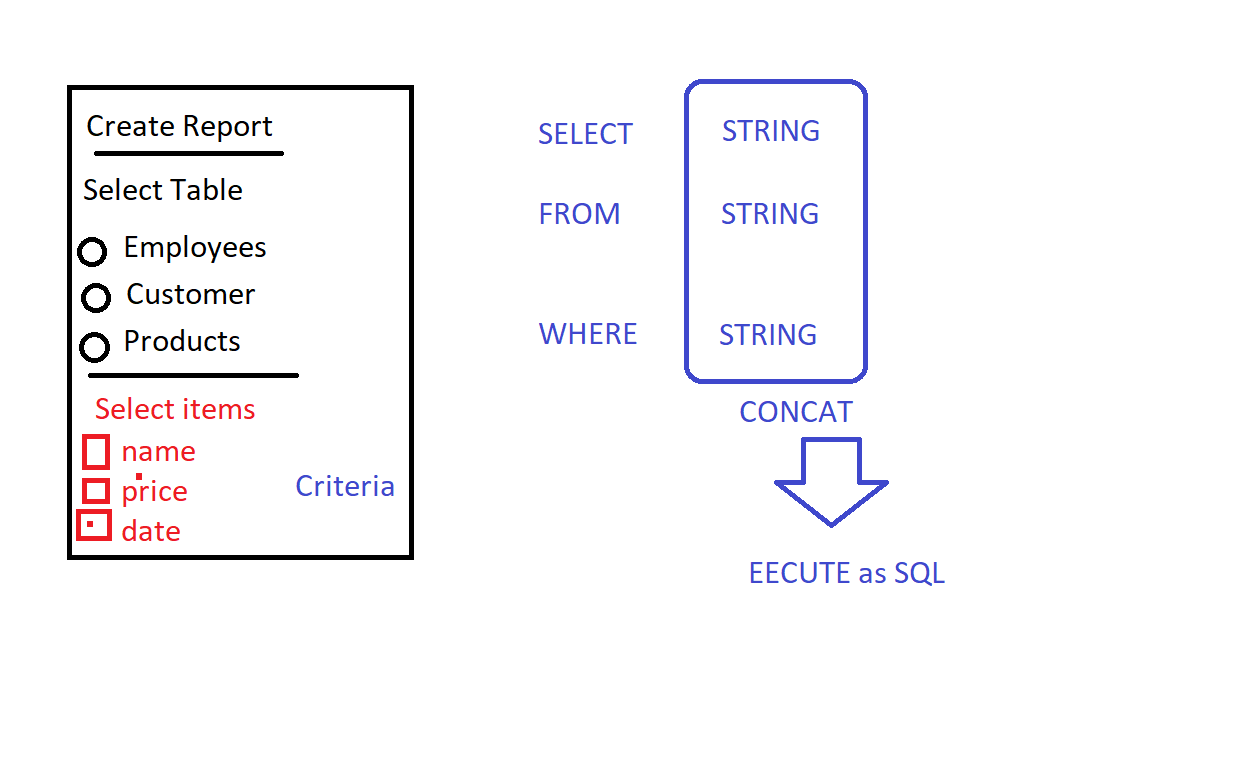 Create Report
Select Table
Employees
Customer
Products
Select items
name
price
date
Criteria
SELECT STRING
FROM STRING
WHERE STRING
CONCAT
EECUTE as SQL